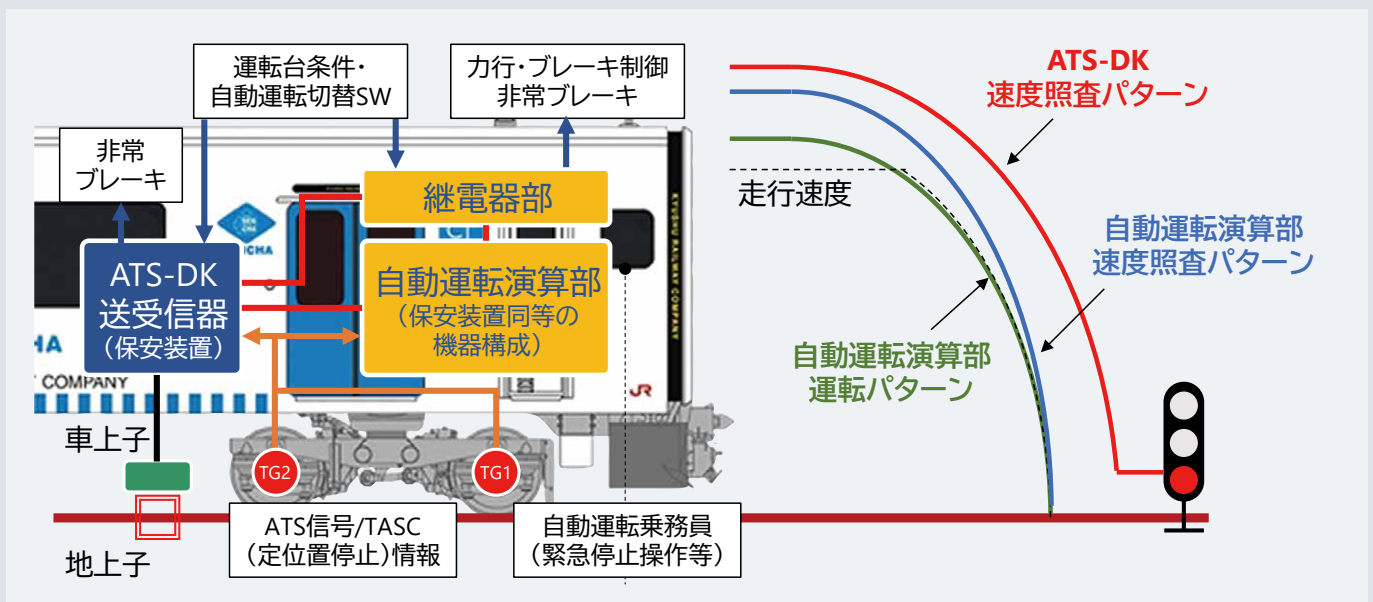 運転台条件・
自動運転切替SW
力行・ブレーキ制御
非常ブレーキ
非常
ブレーキ
継電器部
ATS-DK
送受信器
（保安装置）
自動運転演算部
（保安装置同等の
機器構成）
CHA
HA
COMPANY
KYUSHU RAILWAY COMPANY
JR
車上子
地上子
TG2
TG1
ATS信号/TASC
（定位置停止）情報
自動運転乗務員
（緊急停止操作等）
ATS-DK
速度照査パターン
走行速度
自動運転演算部
速度照査パターン
自動運転演算部
運転パターン